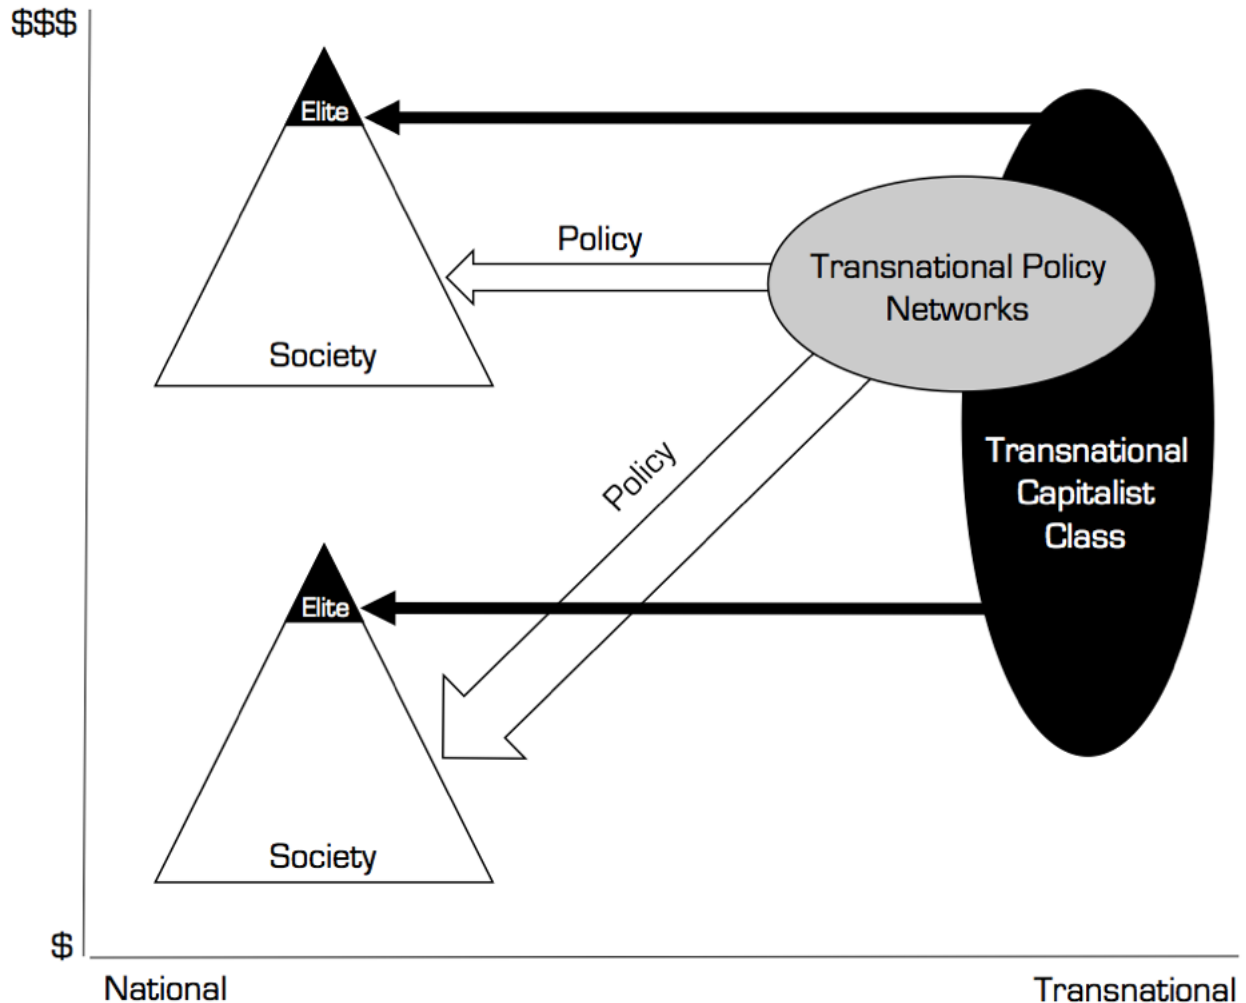 $$$
Elite
Policy
Transnational Policy
Networks
Society
Policy
Transnational
Capitalist
Class
Elite
Society
$
National
Transnational